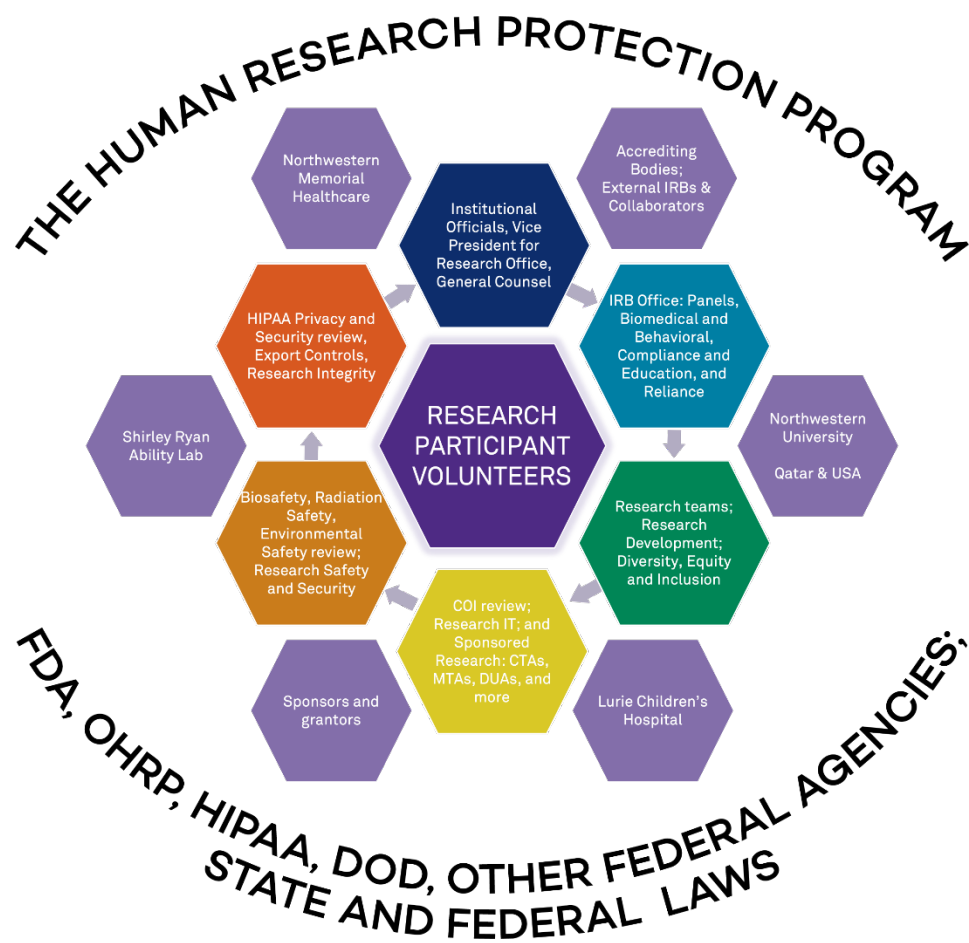 THE HUMAN RESEARCH PROTECTION PROGRAM
Northwestern
Memorial
Healthcare
Accrediting
Bodies;
External IRBs &
Collaborators
Institutional
Officials, Vice
President for
Research Office,
General Counsel
HIPAA Privacy and
Security review,
Export Controls,
Research Integrity
IRB Office: Panels,
Biomedical and
Behavioral,
Compliance and
Education, and
Reliance
RESEARCH
PARTICIPANT
VOLUNTEERS
Shirley Ryan
Ability Lab
Northwestern
University
Qatar & USA
Biosafety, Radiation
Safety,
Environmental
Safety review;
Research Safety
and Security
Research teams;
Research
Development;
Diversity, Equity
and Inclusion
COI review;
Research IT; and
Sponsored
Research: CTAs,
MTAs, DUAs, and
more
Sponsors and
grantors
Lurie Children's
Hospital
FDA, OHRP, HIPAA, DOD, OTHER FEDERAL AGENCIES;
STATE AND FEDERAL LAWS